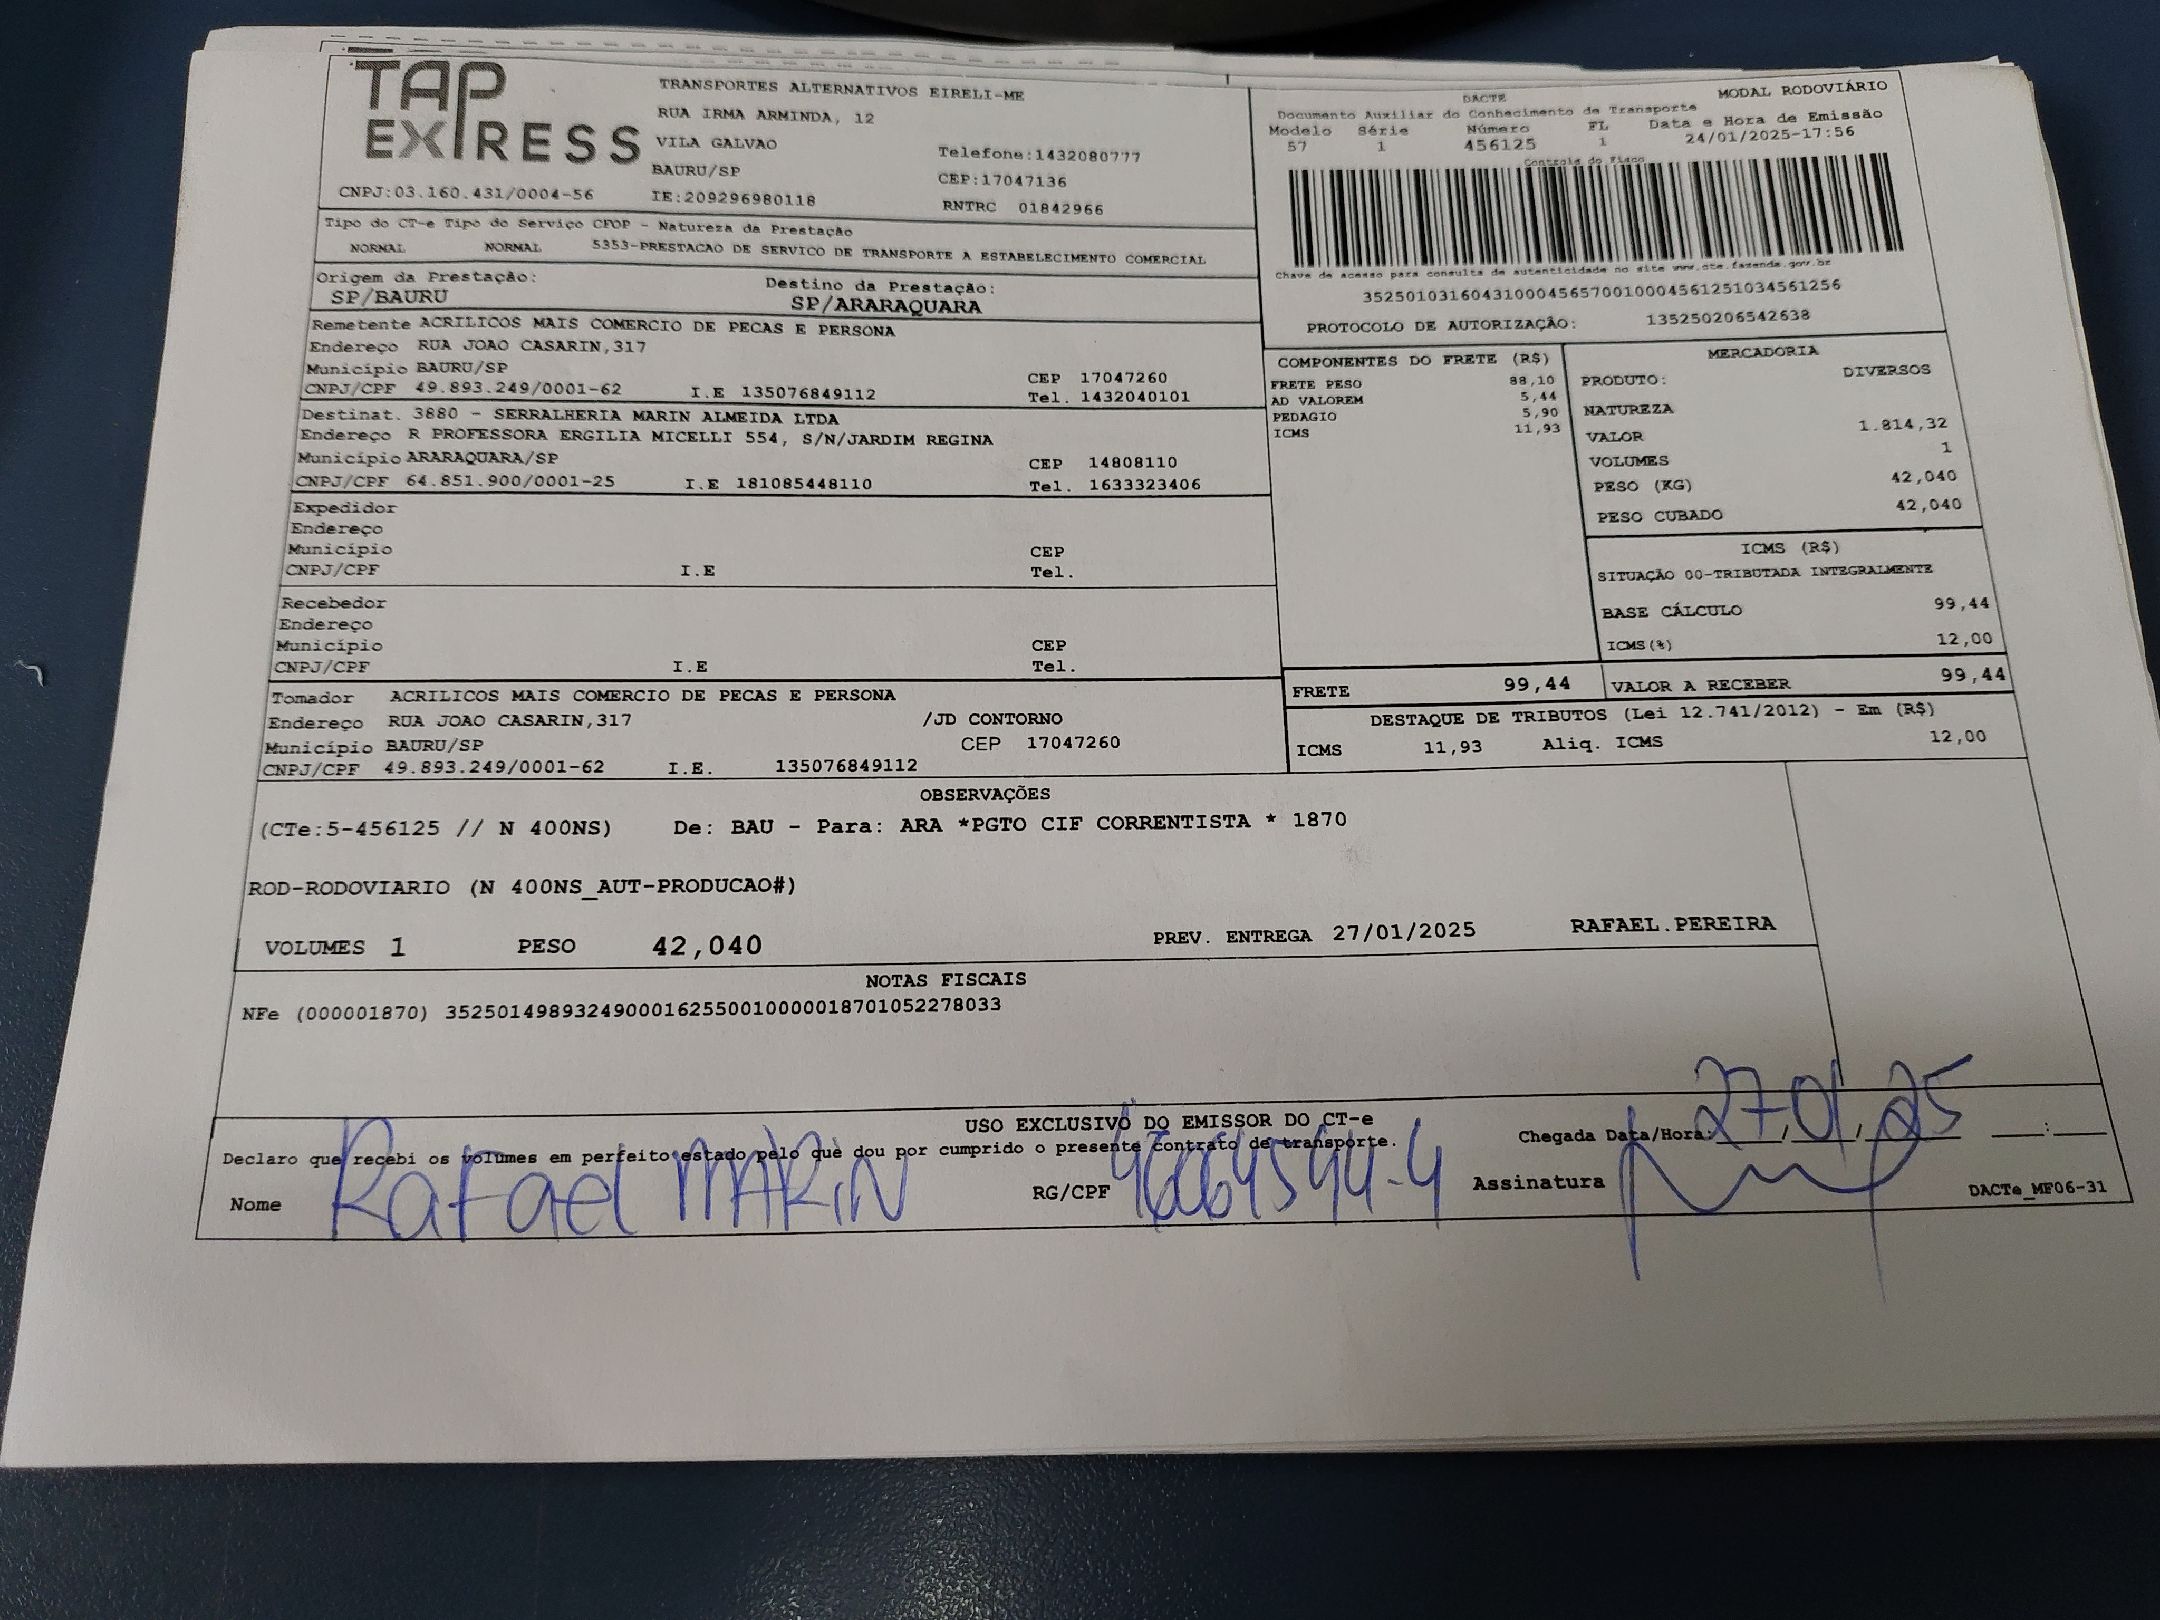 TAP
EXPRESS
TRANSPORTES ALTERNATIVOS EIRELI-ME
RUA IRMA ARMINDA, 12
VILA GALVAO
Telefone:1432080777
BAURU/SP
CEP:17047136
CNPJ:03.160.431/0004-56
IE:209296980118
RNTRC 01842966
DACTE
MODAL RODOVIÁRIO
Documento Auxiliar do Conhecimento de Transporte
Modelo Série Número FL Data e Hora de Emissão
57 1 456125 1 24/01/2025-17:56
Controle do Fisco
Chave de acesso para consulta de autenticidade no site www.cte.fazenda.gov.br
35250103160431000456570010004561251034561256
PROTOCOLO DE AUTORIZAÇÃO: 135250206542638
Tipo do CT-e Tipo do Serviço CFOP - Natureza da Prestação
NORMAL NORMAL 5353-PRESTACAO DE SERVICO DE TRANSPORTE A ESTABELECIMENTO COMERCIAL
Origem da Prestação: Destino da Prestação:
SP/BAURU SP/ARARAQUARA
Remetente ACRILICOS MAIS COMERCIO DE PECAS E PERSONA
Endereço RUA JOAO CASARIN,317
Município BAURU/SP CEP 17047260
CNPJ/CPF 49.893.249/0001-62 I.E 135076849112 Tel. 1432040101
Destinat. 3880 - SERRALHERIA MARIN ALMEIDA LTDA
Endereço R PROFESSORA ERGILIA MICELLI 554, S/N/JARDIM REGINA
Município ARARAQUARA/SP CEP 14808110
CNPJ/CPF 64.851.900/0001-25 I.E 181085448110 Tel. 1633323406
Expedidor
Endereço
Município CEP
CNPJ/CPF I.E Tel.
Recebedor
Endereço
Município CEP
CNPJ/CPF I.E Tel.
Tomador ACRILICOS MAIS COMERCIO DE PECAS E PERSONA
Endereço RUA JOAO CASARIN,317 /JD CONTORNO
Município BAURU/SP CEP 17047260
CNPJ/CPF 49.893.249/0001-62 I.E. 135076849112
COMPONENTES DO FRETE (R$)
FRETE PESO 88,10
AD VALOREM 5,44
PEDAGIO 5,90
ICMS 11,93
MERCADORIA
PRODUTO: DIVERSOS
NATUREZA
VALOR 1.814,32
VOLUMES 1
PESO (KG) 42,040
PESO CUBADO 42,040
ICMS (R$)
SITUAÇÃO 00-TRIBUTADA INTEGRALMENTE
BASE CÁLCULO 99,44
ICMS(%) 12,00
FRETE 99,44 VALOR A RECEBER 99,44
DESTAQUE DE TRIBUTOS (Lei 12.741/2012) - Em (R$)
ICMS 11,93 Aliq. ICMS 12,00
OBSERVAÇÕES
(CTe:5-456125 // N 400NS) De: BAU - Para: ARA *PGTO CIF CORRENTISTA * 1870
ROD-RODOVIARIO (N 400NS_AUT-PRODUCAO#)
VOLUMES 1 PESO 42,040 PREV. ENTREGA 27/01/2025 RAFAEL.PEREIRA
NOTAS FISCAIS
NFe (000001870) 35250149893249000162550010000018701052278033
USO EXCLUSIVO DO EMISSOR DO CT-e
Declaro que recebi os volumes em perfeito estado pelo que dou por cumprido o presente contrato de transporte.
Chegada Data/Hora: 27/01/25 __:__
Nome Rafael MARIN RG/CPF Assinatura
DACTe_MF06-31